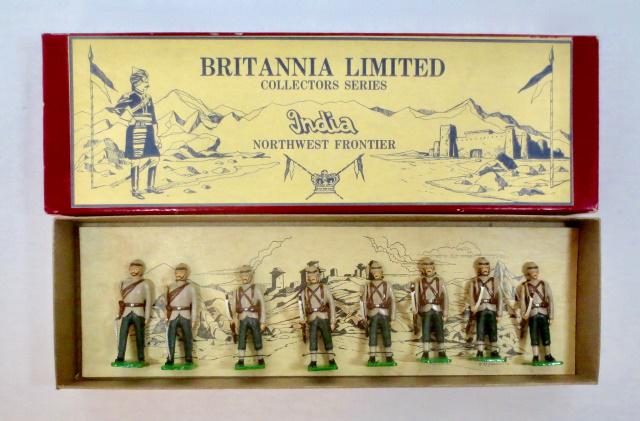 BRITANNIA LIMITED
COLLECTORS SERIES
India
NORTHWEST FRONTIER